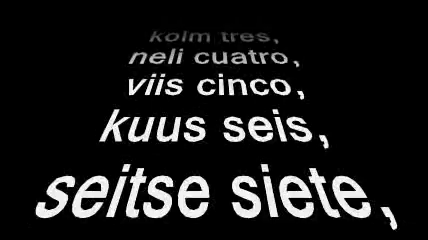 kolm tres,
neli cuatro,
viis cinco,
kuus seis,
seitse siete,